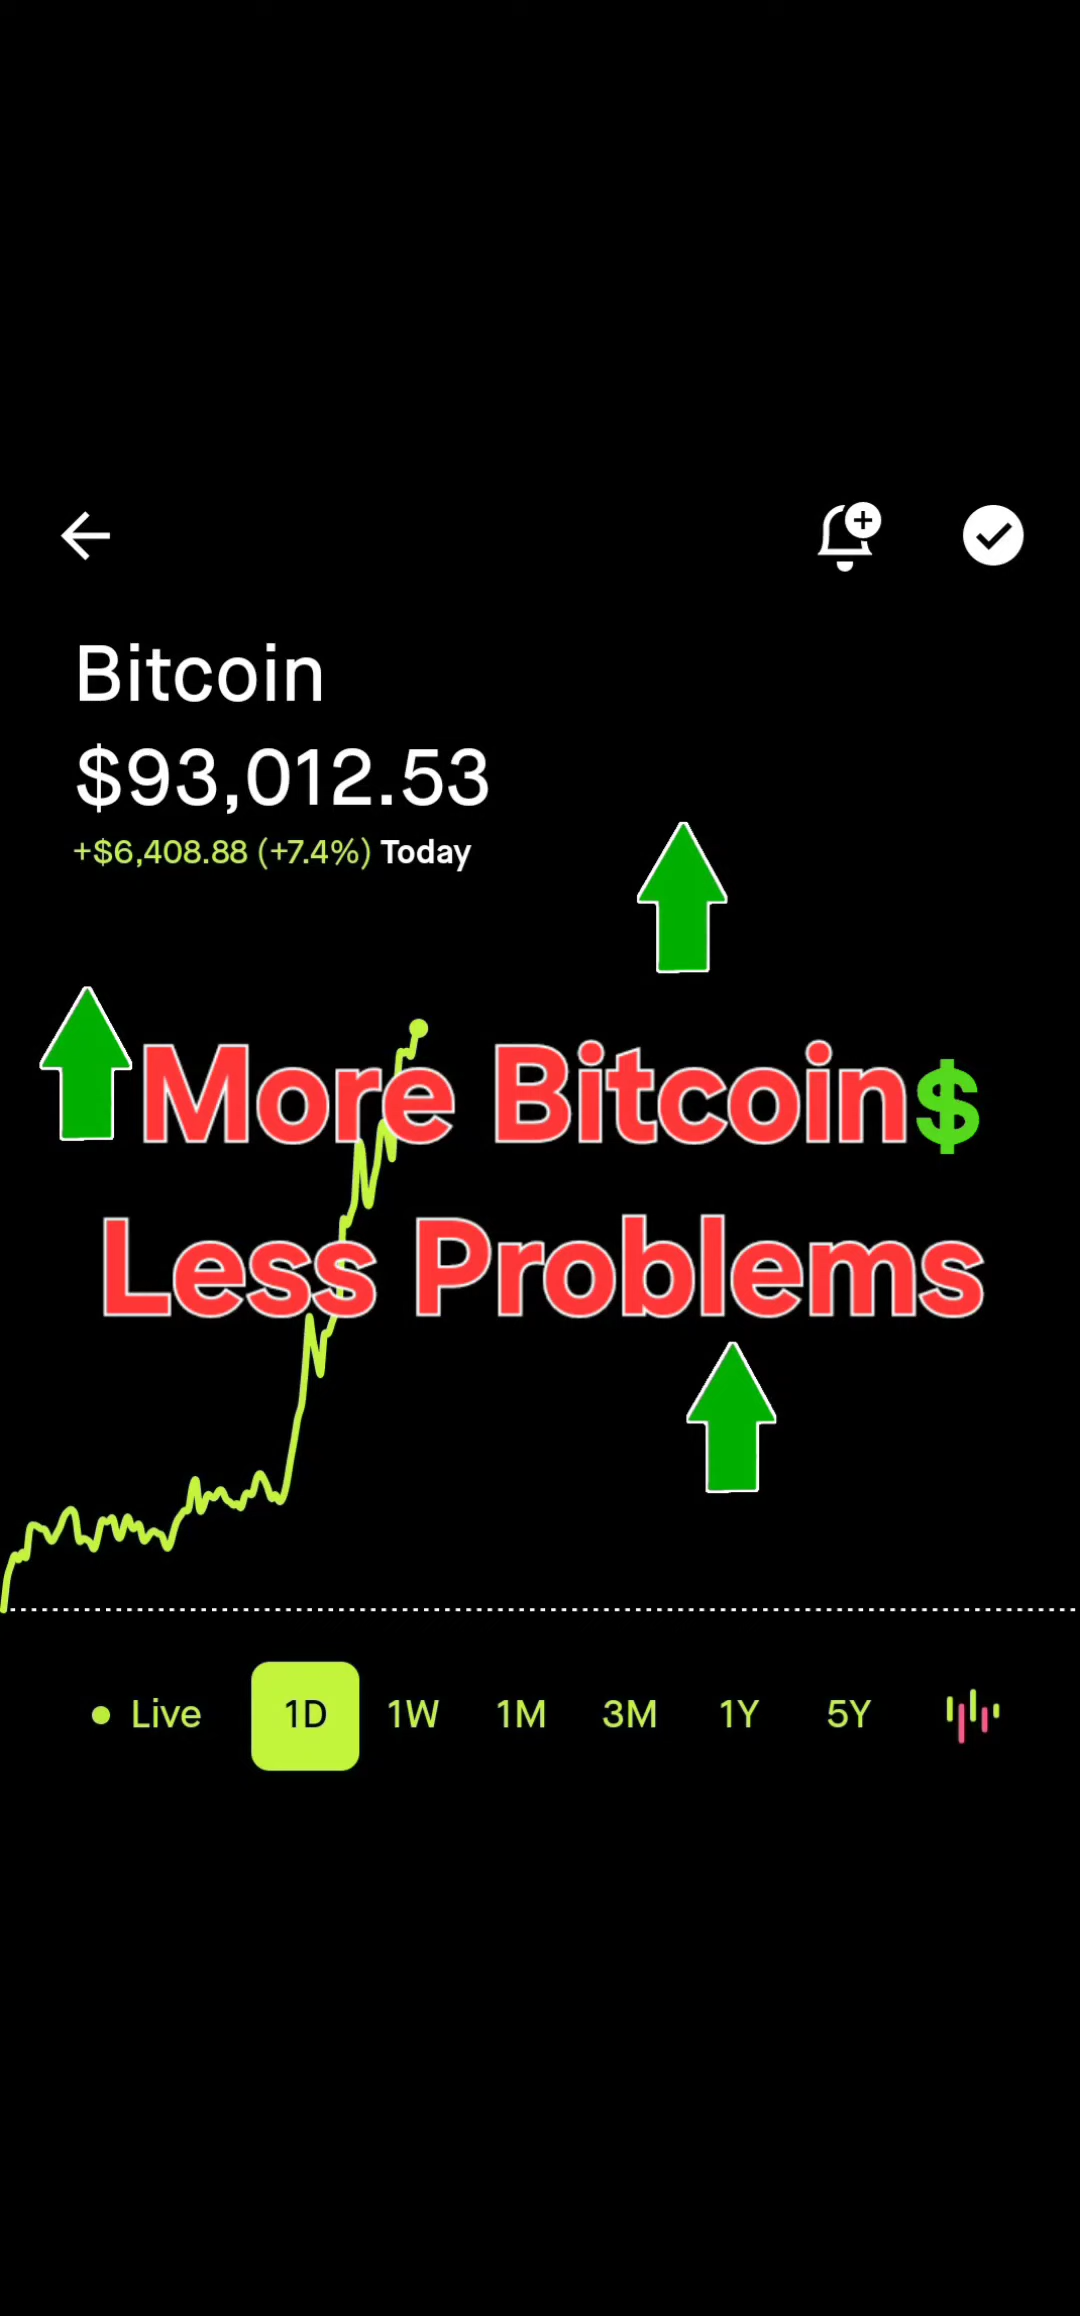 Bitcoin
$93,012.53
+$6,408.88 (+7.4%) Today
More Bitcoin$
Less Problems
Live 1D 1W 1M 3M 1Y 5Y